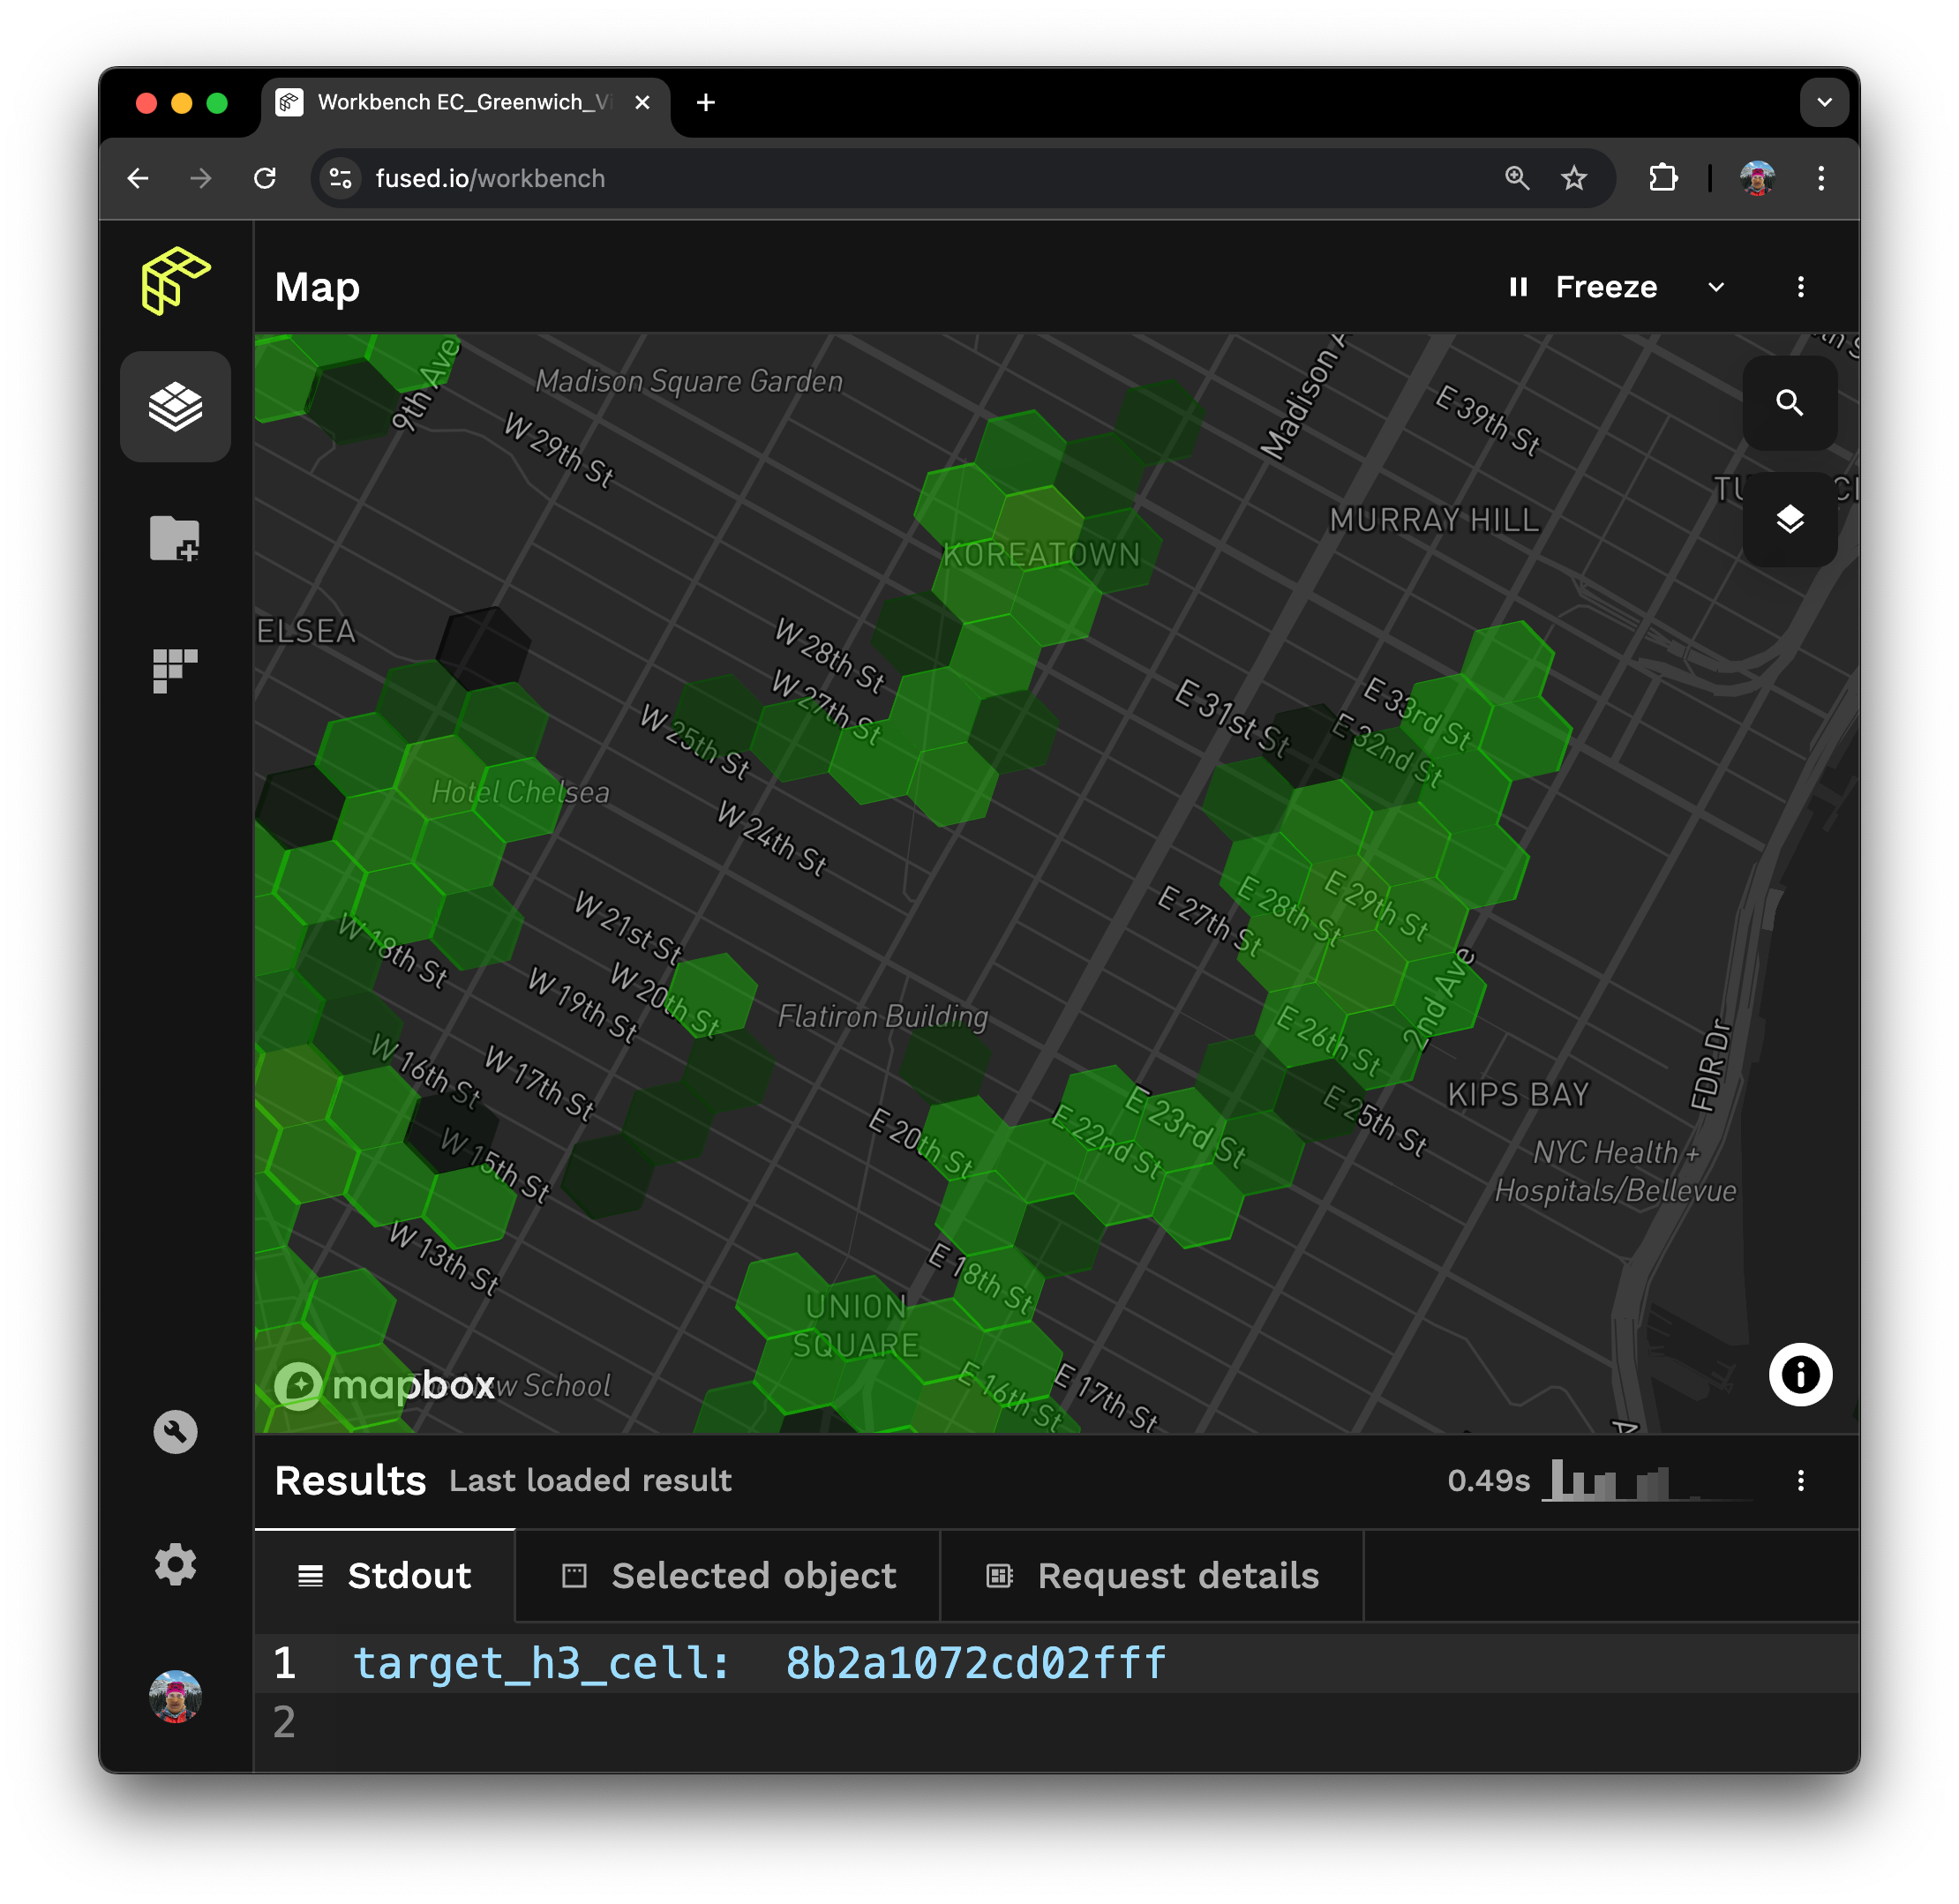 Workbench EC_Greenwich_Vi
fused.io/workbench
Map
Freeze
9th Ave
Madison Square Garden
W 29th St
Madison A
E 39th St
MURRAY HILL
KOREATOWN
ELSEA
W 28th St
W 27th St
W 25th St
E 31st St
E 33rd St
E 32nd St
Hotel Chelsea
W 24th St
E 29th St
E 28th St
E 27th St
W 21st St
W 18th St
W 20th St
W 19th St
Flatiron Building
2nd Ave
E 26th St
W 16th St
W 17th St
FDR Dr
KIPS BAY
E 25th St
E 23rd St
E 22nd St
E 20th St
W 15th St
NYC Health +
Hospitals/Bellevue
W 13th St
E 18th St
UNION
SQUARE
mapbox
New School
E 16th St
E 17th St
Results
Last loaded result
0.49s
Stdout
Selected object
Request details
1 target_h3_cell: 8b2a1072cd02fff
2